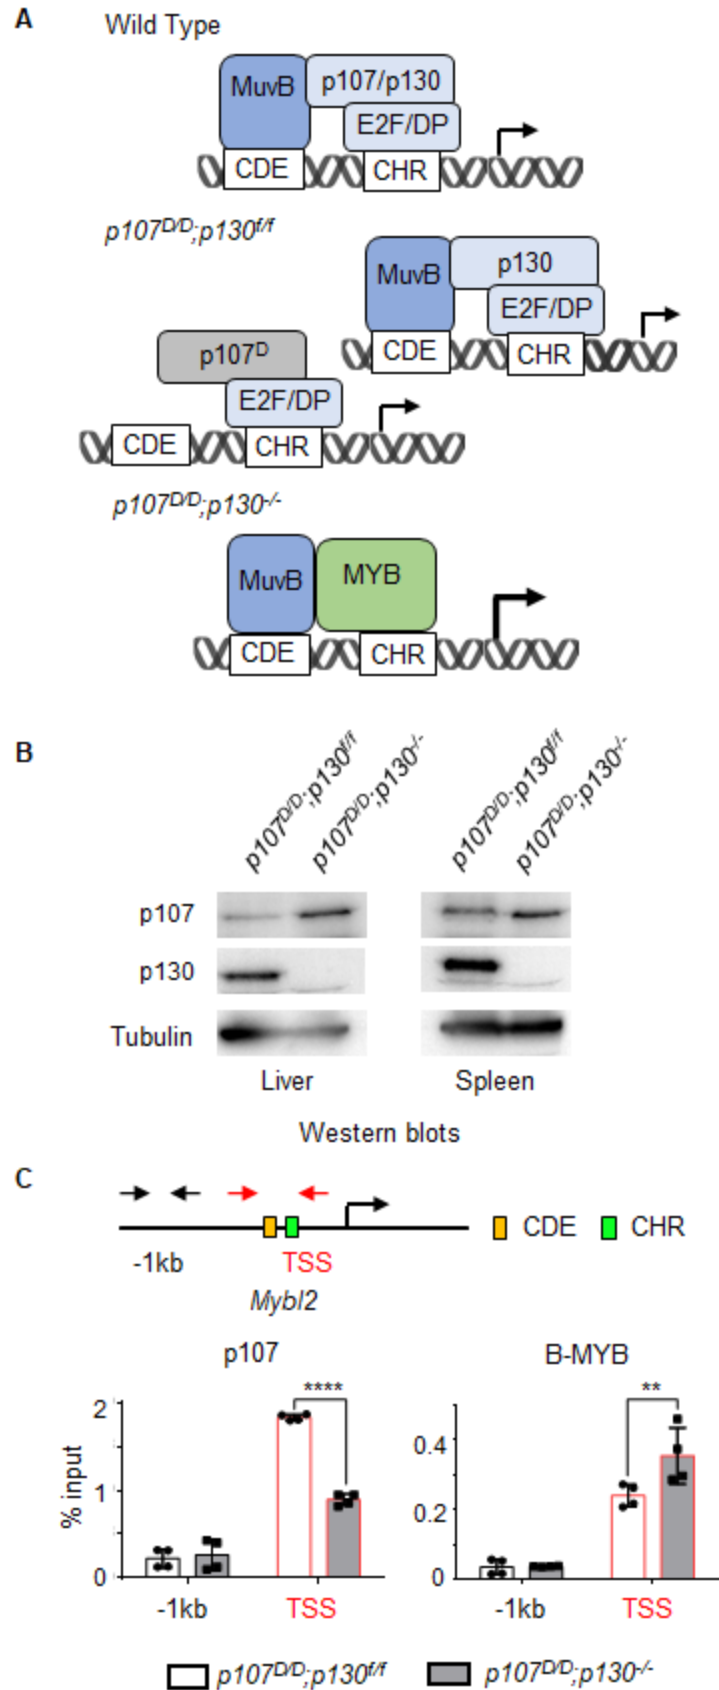 A
Wild Type
MuvB
p107/p130
E2F/DP
CDE
CHR
p107D/D;p130f/f
MuvB
p130
E2F/DP
CDE
CHR
p107D
E2F/DP
CDE
CHR
p107D/D;p130-/-
MuvB
MYB
CDE
CHR
B
p107D/D;p130f/f
p107D/D;p130-/-
p107D/D;p130f/f
p107D/D;p130-/-
p107
p130
Tubulin
Liver
Spleen
Western blots
C
-1kb
TSS
CDE
CHR
Mybl2
p107
B-MYB
% input
2
1
0
****
-1kb
TSS
0.4
0.2
0
**
-1kb
TSS
p107D/D;p130f/f
p107D/D;p130-/-